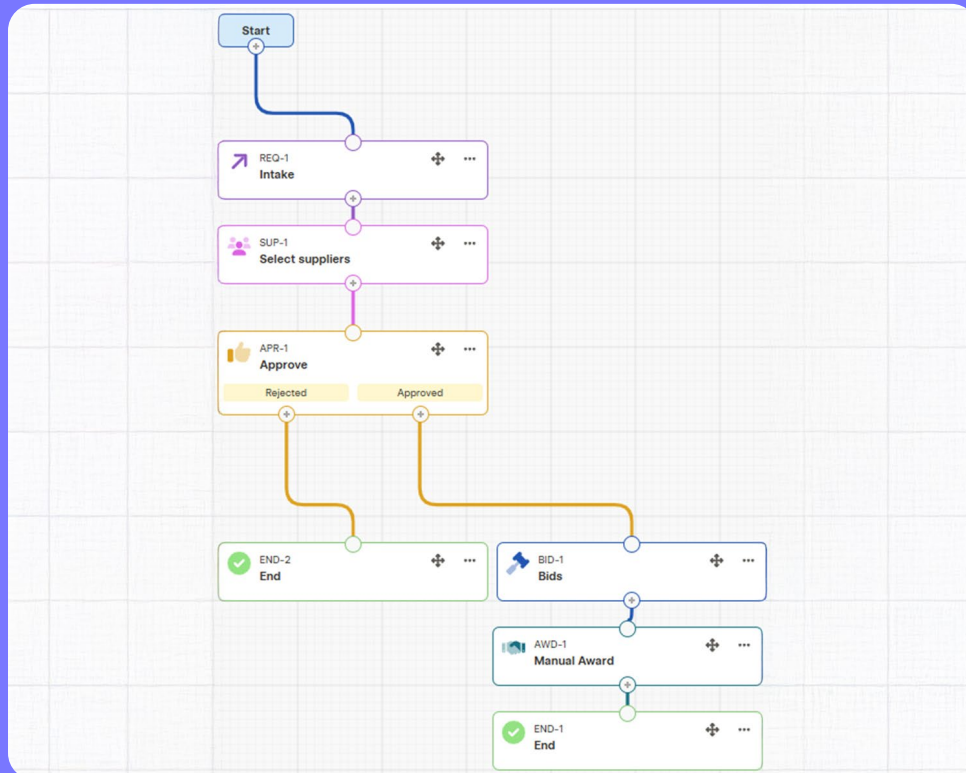 Start
REQ-1
Intake
SUP-1
Select suppliers
APR-1
Approve
Rejected Approved
END-2
End
BID-1
Bids
AWD-1
Manual Award
END-1
End